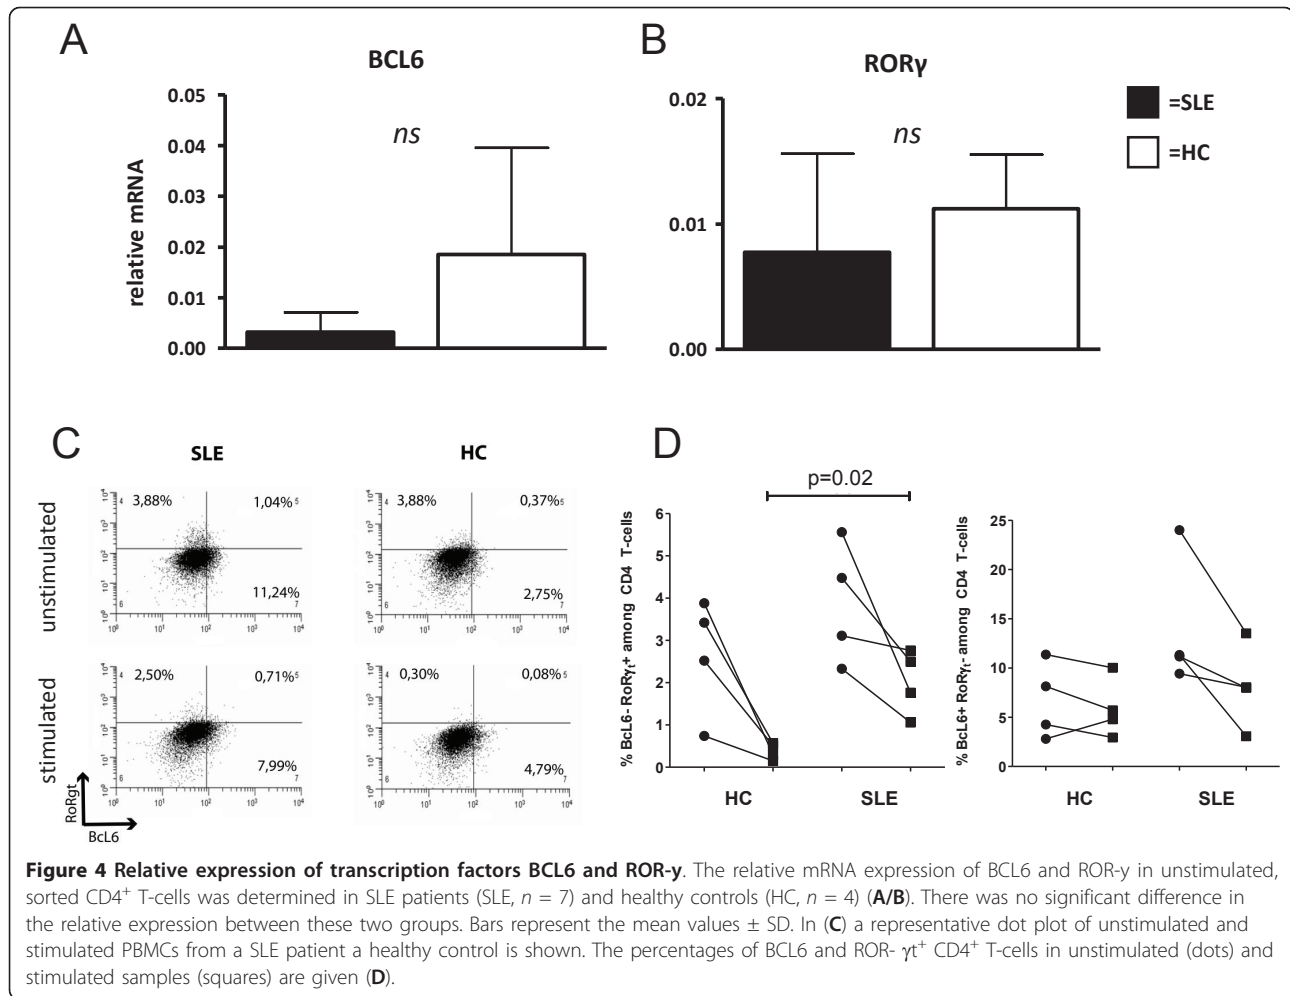 A
BCL6
0.05
0.04
0.03
0.02
0.01
0.00
relative mRNA
ns
B
RORγ
0.02
0.01
0.00
ns
=SLE
=HC
C
SLE
HC
unstimulated
stimulated
3,88%
1,04%
11,24%
3,88%
0,37%
2,75%
2,50%
0,71%
7,99%
0,30%
0,08%
4,79%
RoRgt
BcL6
D
p=0.02
% BcL6- RoRγt+ among CD4 T-cells
6
5
4
3
2
1
0
HC
SLE
% BcL6+ RoRγt- among CD4 T-cells
25
20
15
10
5
0
HC
SLE
Figure 4 Relative expression of transcription factors BCL6 and ROR-y. The relative mRNA expression of BCL6 and ROR-y in unstimulated,
sorted CD4+ T-cells was determined in SLE patients (SLE, n = 7) and healthy controls (HC, n = 4) (A/B). There was no significant difference in
the relative expression between these two groups. Bars represent the mean values ± SD. In (C) a representative dot plot of unstimulated and
stimulated PBMCs from a SLE patient a healthy control is shown. The percentages of BCL6 and ROR- γt+ CD4+ T-cells in unstimulated (dots) and
stimulated samples (squares) are given (D).